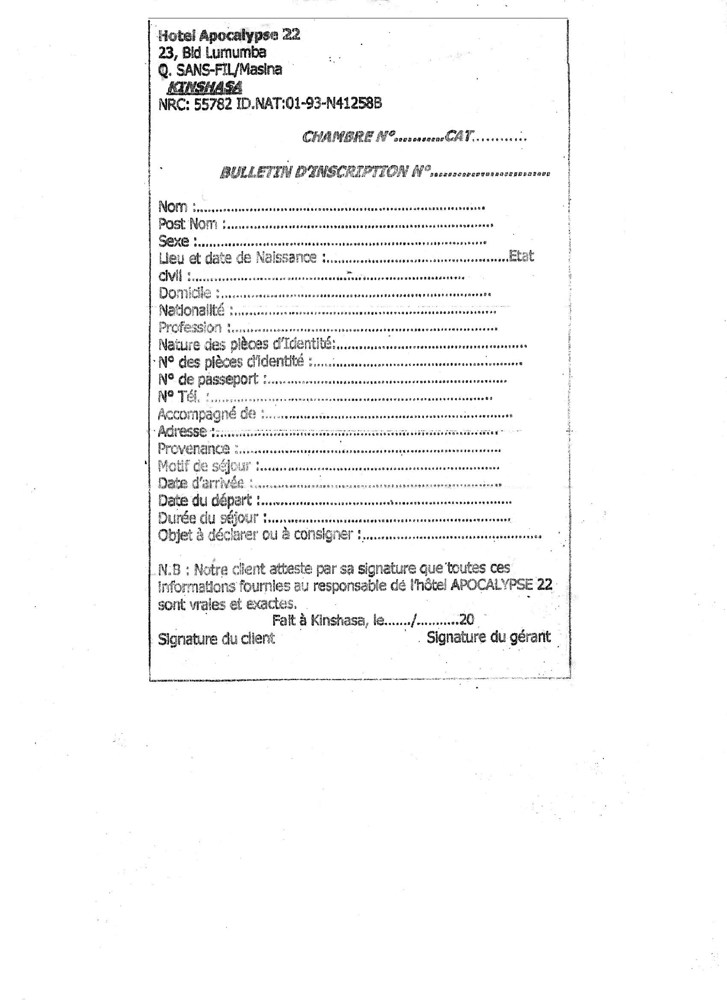 Hotel Apocalypse 22
23, Bld Lumumba
Q. SANS-FIL/Masina
KINSHASA
NRC: 55782 ID.NAT:01-93-N41258B
CHAMBRE N°............CAT............
BULLETIN D'INSCRIPTION N°............................
Nom :......................................................................
Post Nom :.................................................................
Sexe :......................................................................
Lieu et date de Naissance :.............................................Etat
civil :..................................................................
Domicile :.................................................................
Nationalité :................................................................
Profession :................................................................
Nature des pièces d'Identité:..............................................
N° des pièces d'identité :..................................................
N° de passeport :..........................................................
N° Tél. :....................................................................
Accompagné de :............................................................
Adresse :....................................................................
Provenance :...............................................................
Motif de séjour :..........................................................
Date d'arrivée :............................................................
Date du départ :............................................................
Durée du séjour :..........................................................
Objet à déclarer ou à consigner :...........................................
N.B : Notre client atteste par sa signature que toutes ces
informations fournies au responsable de l'hôtel APOCALYPSE 22
sont vraies et exactes.
Fait à Kinshasa, le......./...........20
Signature du client Signature du gérant